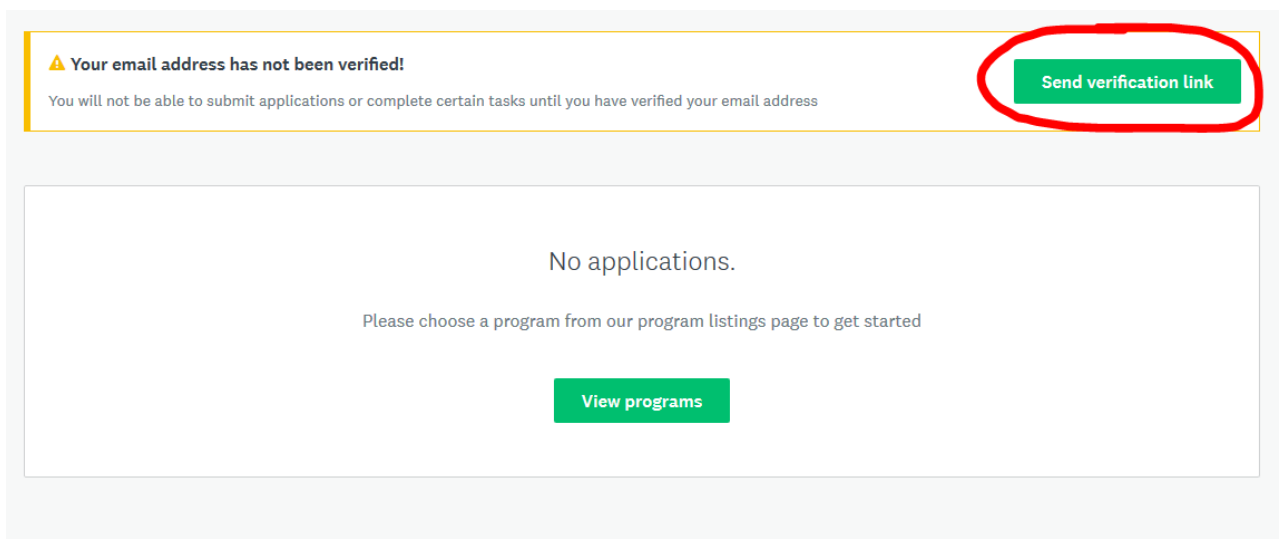 Your email address has not been verified!
You will not be able to submit applications or complete certain tasks until you have verified your email address
Send verification link
No applications.
Please choose a program from our program listings page to get started
View programs